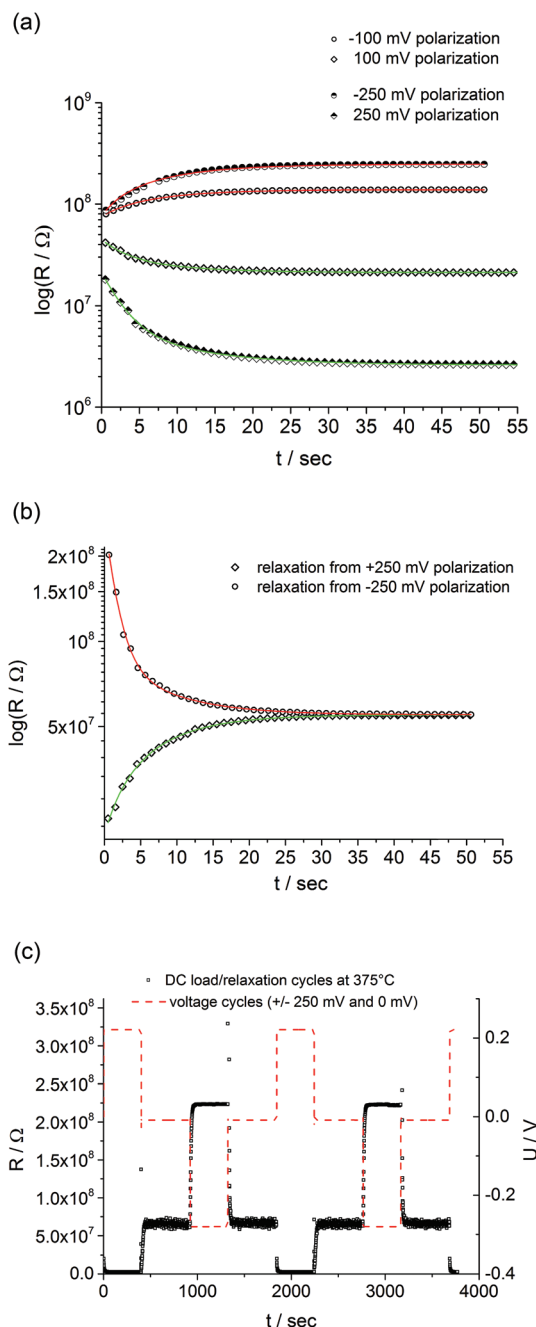 (a)
-100 mV polarization
100 mV polarization
-250 mV polarization
250 mV polarization
10⁹
10⁸
10⁷
10⁶
log(R / Ω)
0 5 10 15 20 25 30 35 40 45 50 55
t / sec
(b)
relaxation from +250 mV polarization
relaxation from -250 mV polarization
2x10⁸
1.5x10⁸
10⁸
5x10⁷
log(R / Ω)
0 5 10 15 20 25 30 35 40 45 50 55
t / sec
(c)
DC load/relaxation cycles at 375°C
voltage cycles (+/- 250 mV and 0 mV)
3.5x10⁸
3.0x10⁸
2.5x10⁸
2.0x10⁸
1.5x10⁸
1.0x10⁸
5.0x10⁷
0.0
R / Ω
0.2
0.0
-0.2
-0.4
U / V
0 1000 2000 3000 4000
t / sec